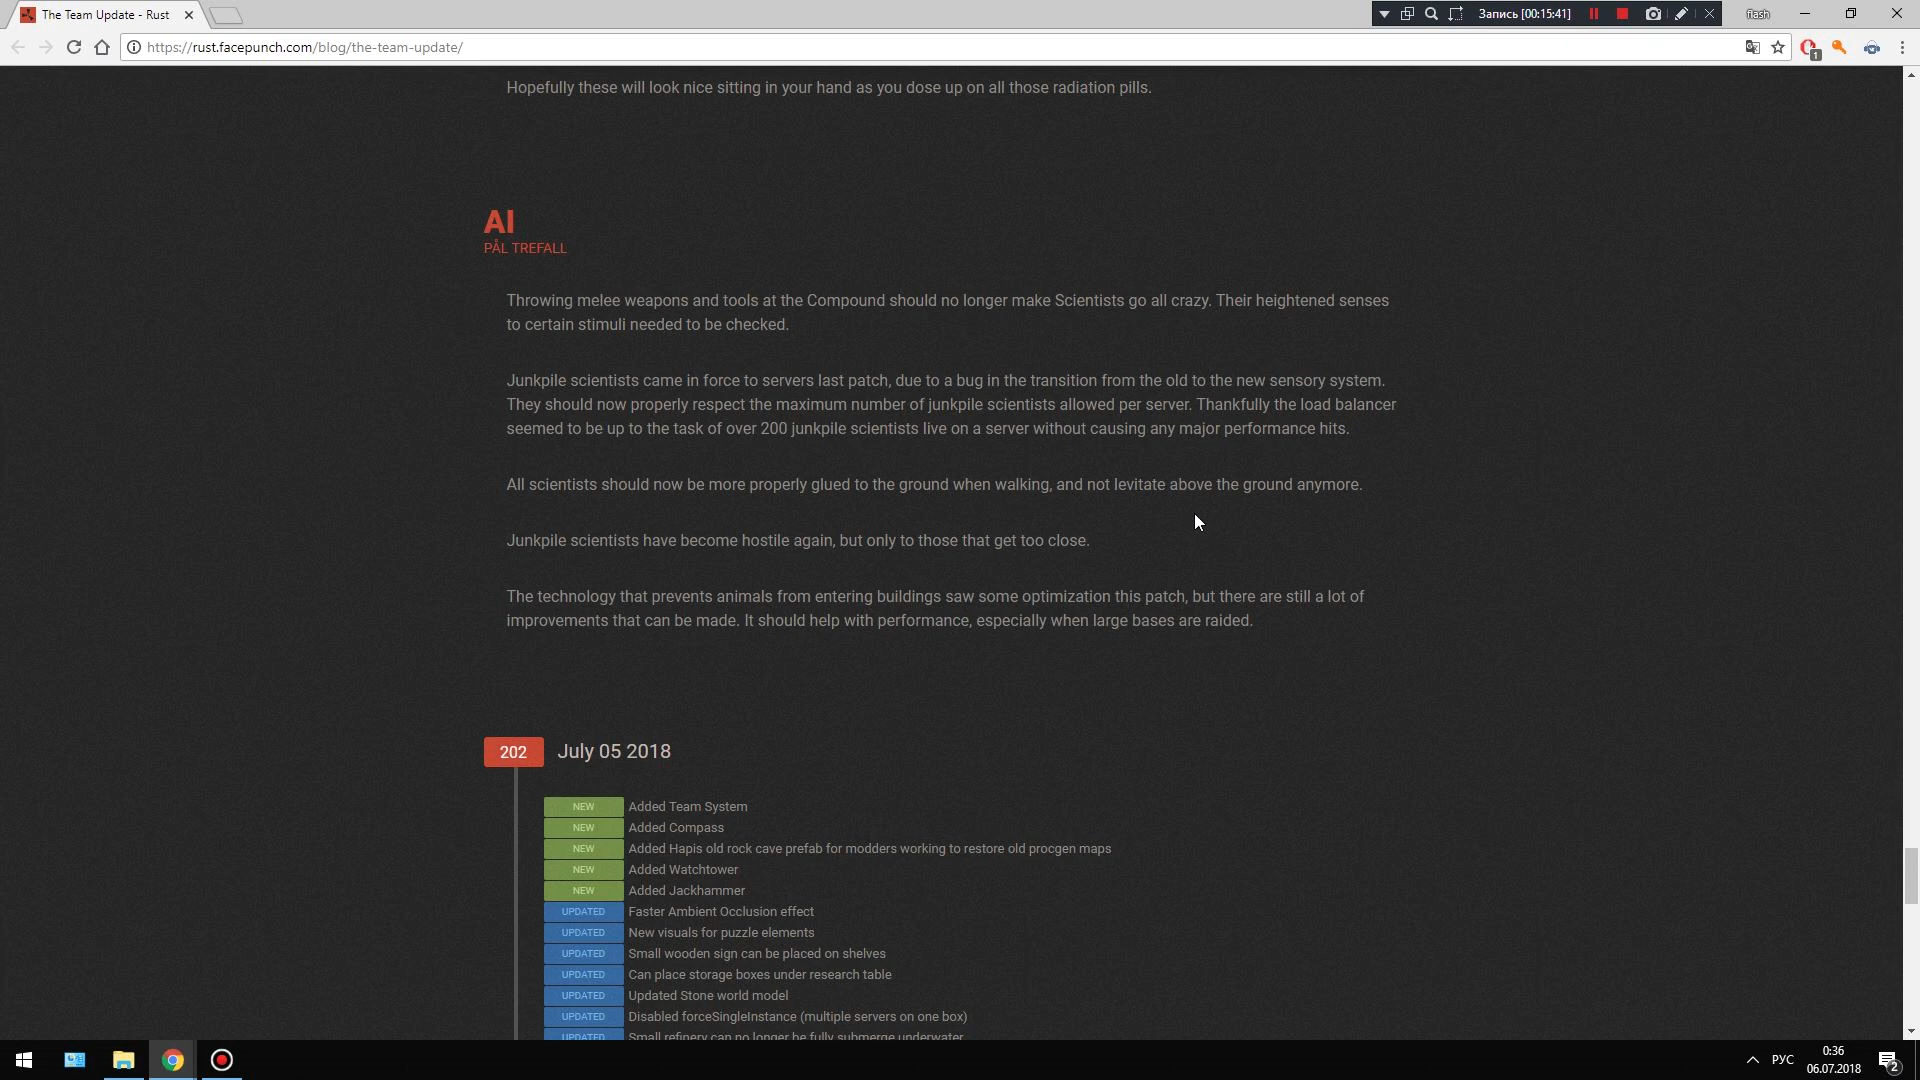 The Team Update - Rust
Запись [00:15:41]
flash
https://rust.facepunch.com/blog/the-team-update/
1
Hopefully these will look nice sitting in your hand as you dose up on all those radiation pills.
AI
PÅL TREFALL
Throwing melee weapons and tools at the Compound should no longer make Scientists go all crazy. Their heightened senses
to certain stimuli needed to be checked.
Junkpile scientists came in force to servers last patch, due to a bug in the transition from the old to the new sensory system.
They should now properly respect the maximum number of junkpile scientists allowed per server. Thankfully the load balancer
seemed to be up to the task of over 200 junkpile scientists live on a server without causing any major performance hits.
All scientists should now be more properly glued to the ground when walking, and not levitate above the ground anymore.
Junkpile scientists have become hostile again, but only to those that get too close.
The technology that prevents animals from entering buildings saw some optimization this patch, but there are still a lot of
improvements that can be made. It should help with performance, especially when large bases are raided.
202 July 05 2018
NEW Added Team System
NEW Added Compass
NEW Added Hapis old rock cave prefab for modders working to restore old procgen maps
NEW Added Watchtower
NEW Added Jackhammer
UPDATED Faster Ambient Occlusion effect
UPDATED New visuals for puzzle elements
UPDATED Small wooden sign can be placed on shelves
UPDATED Can place storage boxes under research table
UPDATED Updated Stone world model
UPDATED Disabled forceSingleInstance (multiple servers on one box)
UPDATED Small refinery can no longer be fully submerge underwater
РУС
0:36
06.07.2018
2